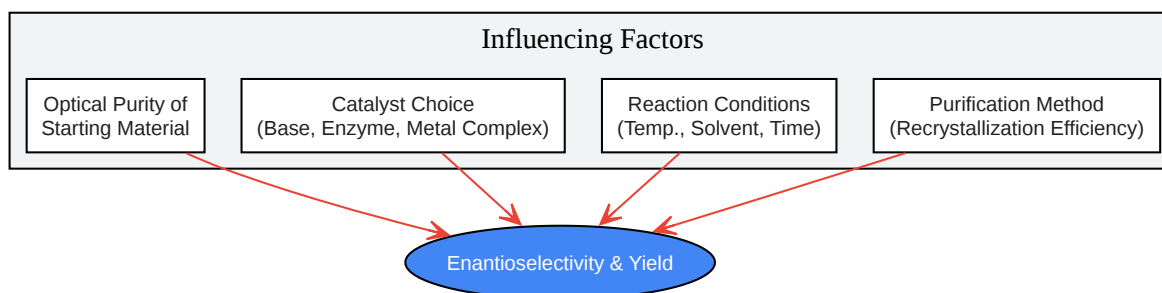 Influencing Factors
Optical Purity of
Starting Material
Catalyst Choice
(Base, Enzyme, Metal Complex)
Reaction Conditions
(Temp., Solvent, Time)
Purification Method
(Recrystallization Efficiency)
Enantioselectivity & Yield